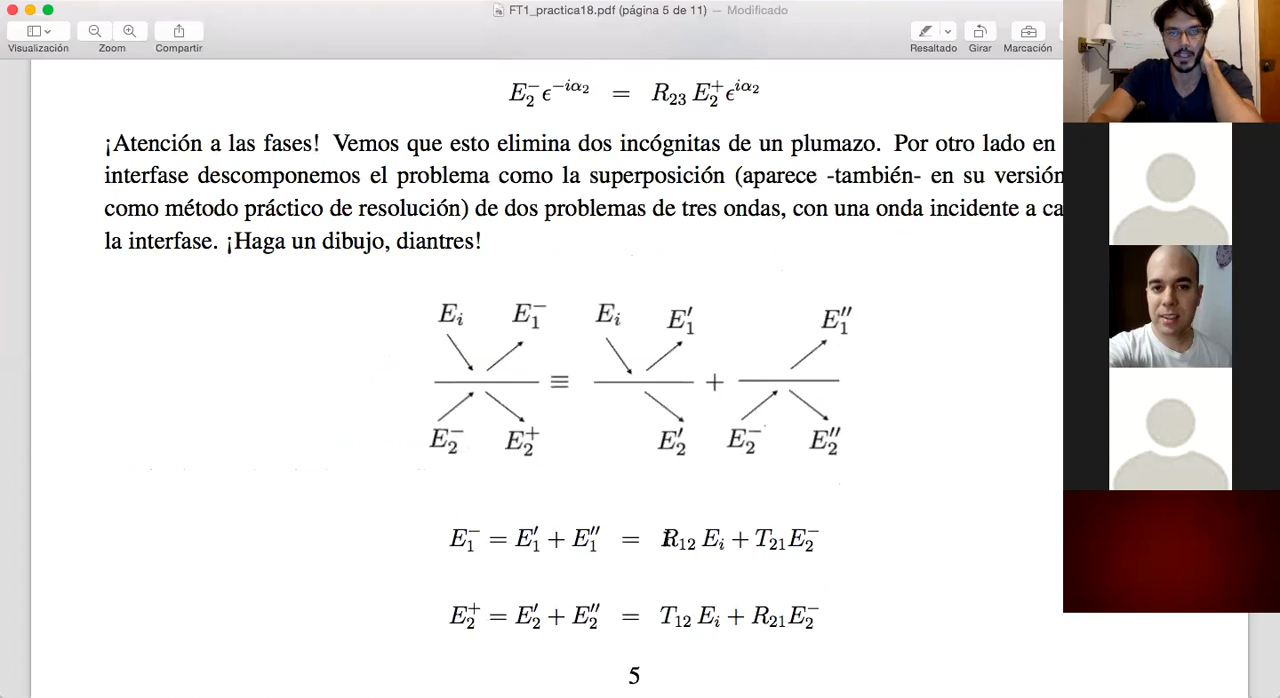 FT1_practica18.pdf (página 5 de 11) — Modificado
Visualización Zoom Compartir Resaltado Girar Marcación
E₂⁻ ϵ^{-iα₂} = R₂₃ E₂⁺ ϵ^{iα₂}
¡Atención a las fases! Vemos que esto elimina dos incógnitas de un plumazo. Por otro lado en
interfase descomponemos el problema como la superposición (aparece -también- en su versión
como método práctico de resolución) de dos problemas de tres ondas, con una onda incidente a ca
la interfase. ¡Haga un dibujo, diantres!
Eᵢ E₁⁻ Eᵢ E₁′ E₁″
≡ +
E₂⁻ E₂⁺ E₂′ E₂⁻ E₂″
E₁⁻ = E₁′ + E₁″ = R₁₂ Eᵢ + T₂₁E₂⁻
E₂⁺ = E₂′ + E₂″ = T₁₂ Eᵢ + R₂₁E₂⁻
5